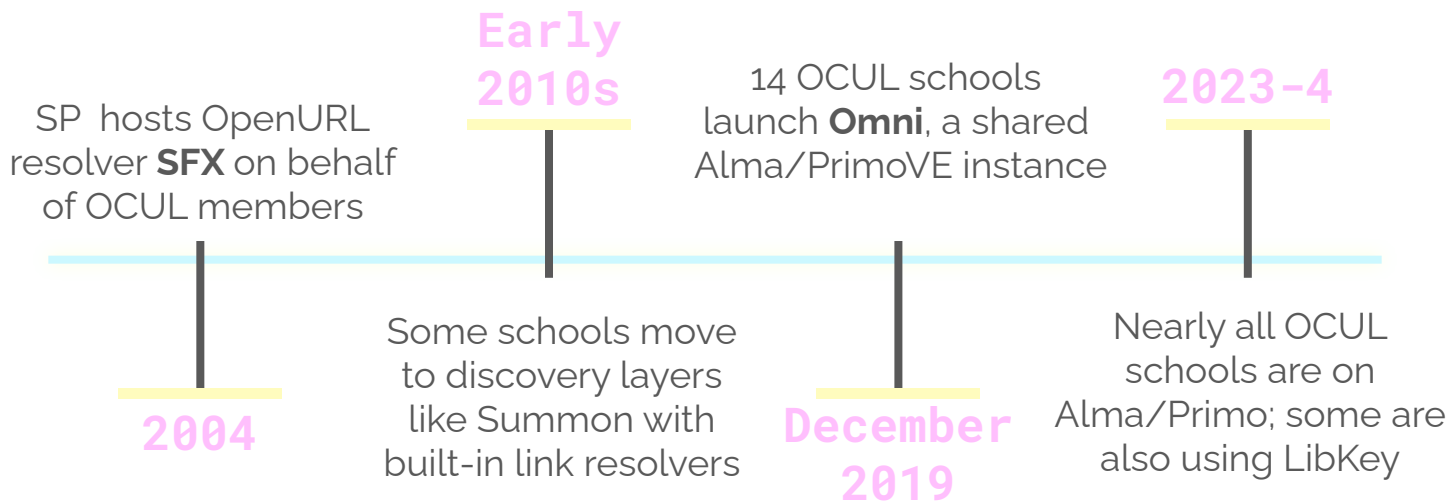 SP hosts OpenURL
resolver SFX on behalf
of OCUL members
2004
Early
2010s
Some schools move
to discovery layers
like Summon with
built-in link resolvers
14 OCUL schools
launch Omni, a shared
Alma/PrimoVE instance
December
2019
2023-4
Nearly all OCUL
schools are on
Alma/Primo; some are
also using LibKey